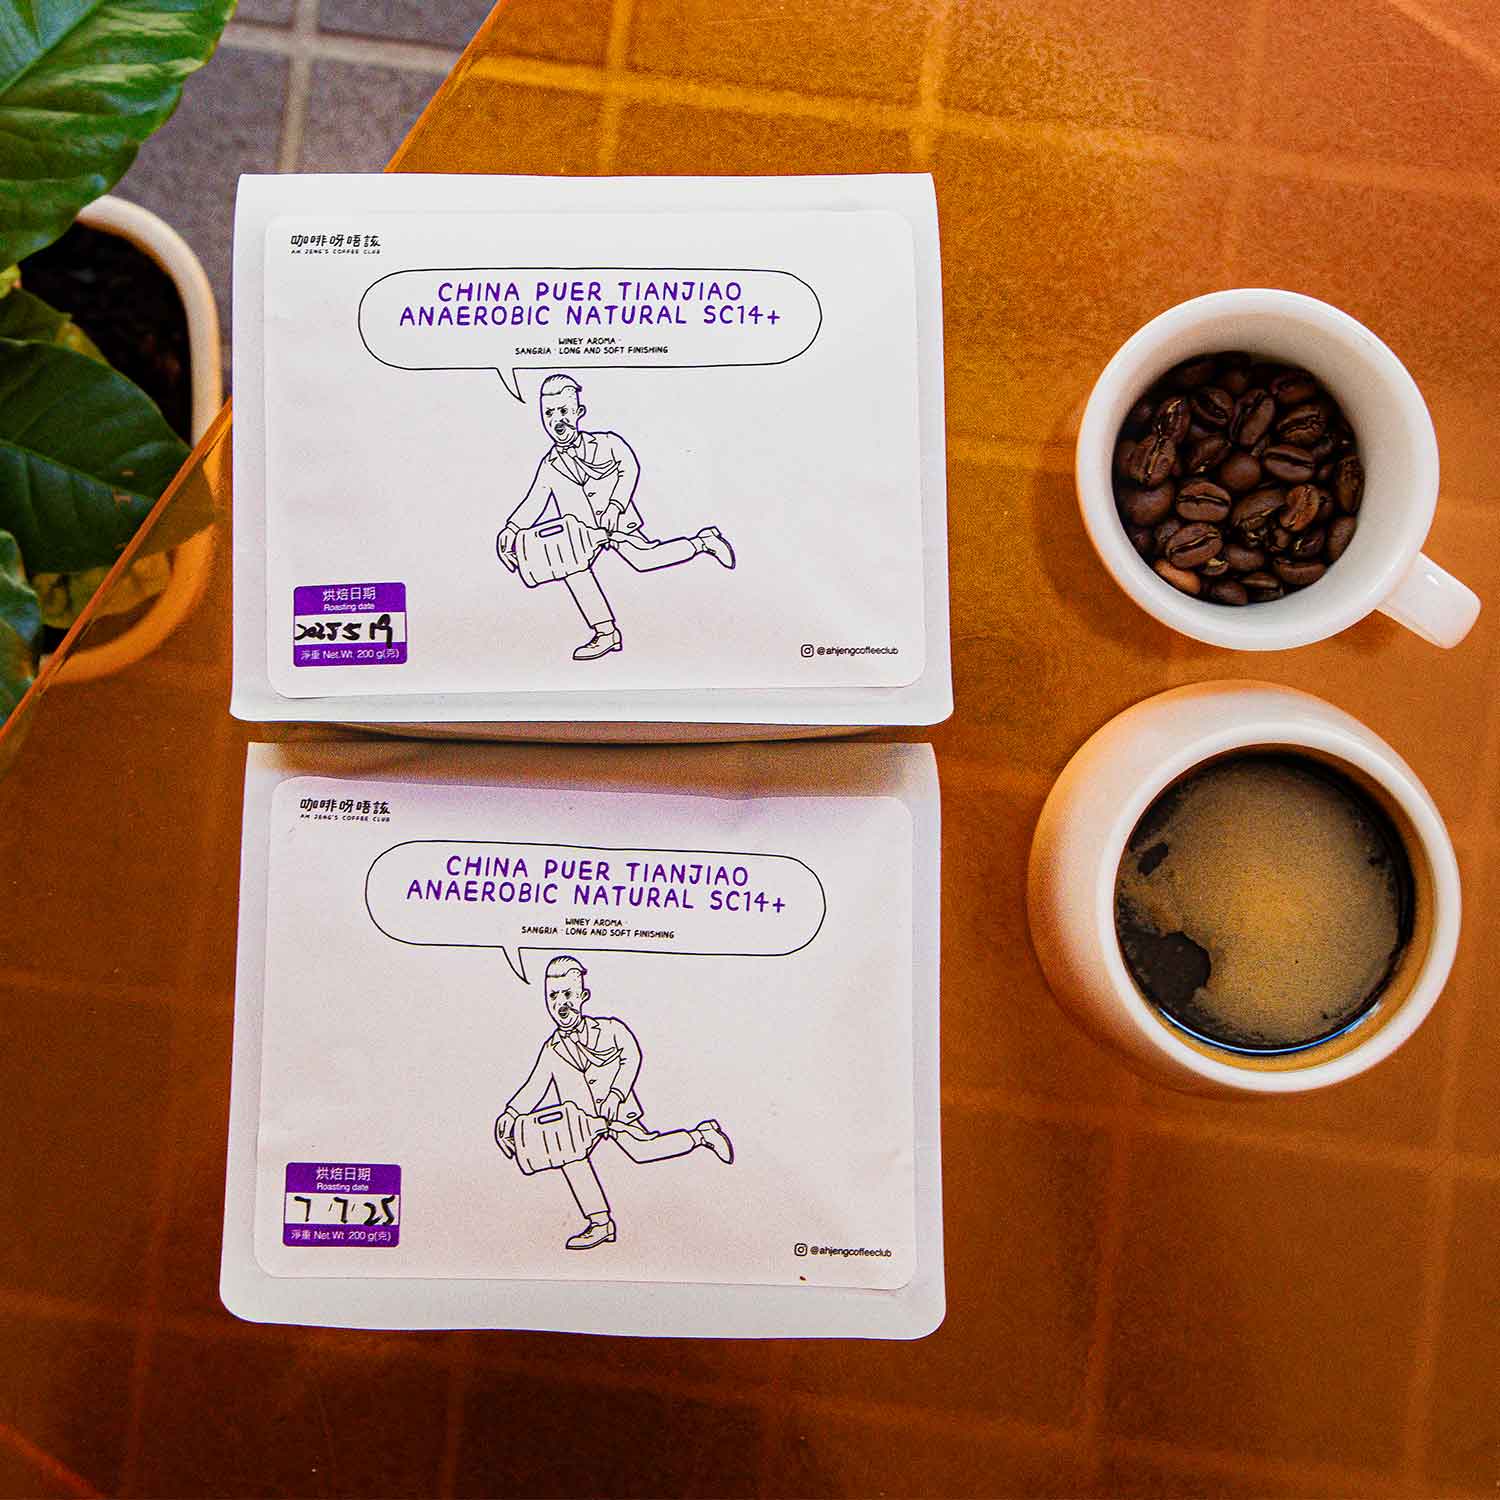 咖啡呀唔該
AH JENG'S COFFEE CLUB
CHINA PUER TIANJIAO
ANAEROBIC NATURAL SC14+
WINEY AROMA ·
SANGRIA · LONG AND SOFT FINISHING
烘焙日期
Roasting date
2025 5 19
淨重 Net.Wt. 200 g(克)
@ahjengcoffeeclub
咖啡呀唔該
AH JENG'S COFFEE CLUB
CHINA PUER TIANJIAO
ANAEROBIC NATURAL SC14+
WINEY AROMA ·
SANGRIA · LONG AND SOFT FINISHING
烘焙日期
Roasting date
7 7 25
淨重 Net.Wt. 200 g(克)
@ahjengcoffeeclub